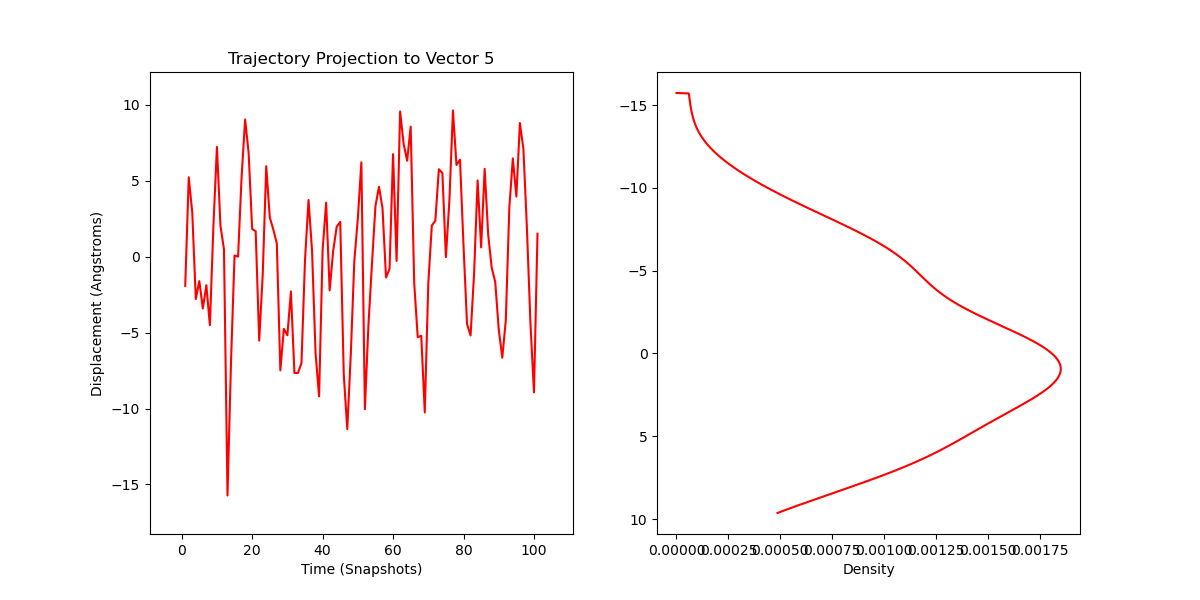 Trajectory Projection to Vector 5
Displacement (Angstroms)
10
5
0
−5
−10
−15
0 20 40 60 80 100
Time (Snapshots)
−15
−10
−5
0
5
10
0.00000 0.00025 0.00050 0.00075 0.00100 0.00125 0.00150 0.00175
Density